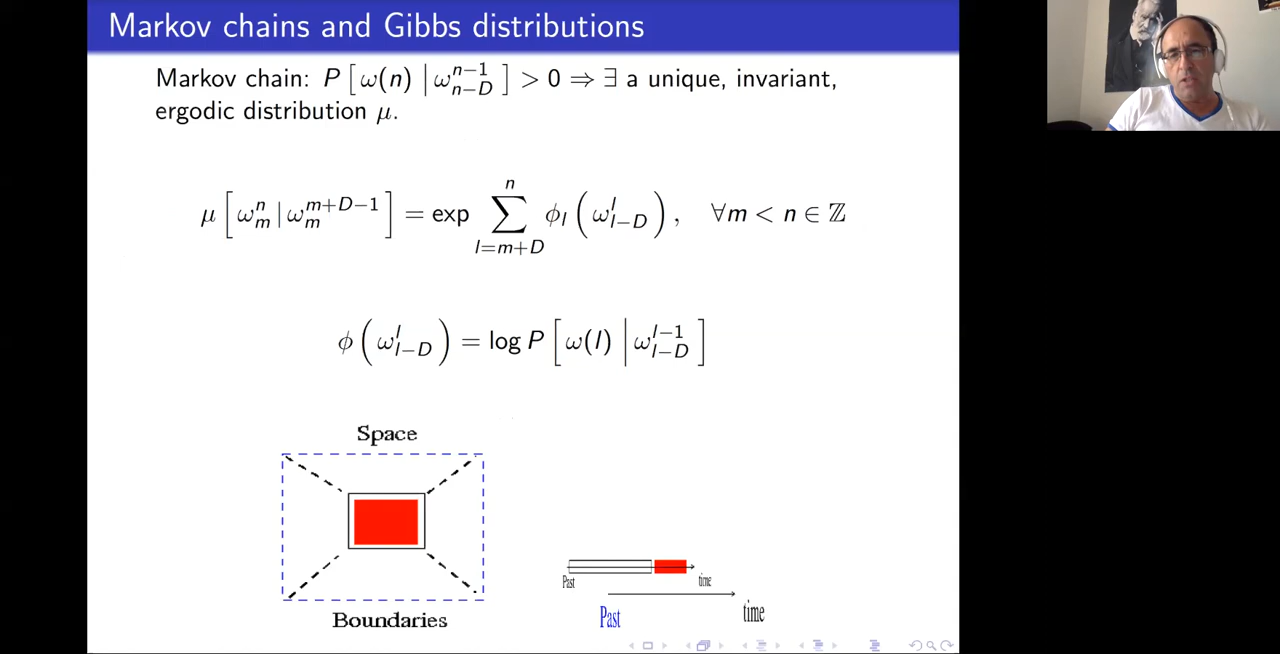 Markov chains and Gibbs distributions
Markov chain: P [ ω(n) | ω_{n−D}^{n−1} ] > 0 ⇒ ∃ a unique, invariant,
ergodic distribution μ.
μ [ ω_m^n | ω_m^{m+D−1} ] = exp ∑_{l=m+D}^{n} ϕ_l ( ω_{l−D}^l ) , ∀m < n ∈ ℤ
ϕ ( ω_{l−D}^l ) = log P [ ω(l) | ω_{l−D}^{l−1} ]
Space
Boundaries
Past time
Past time